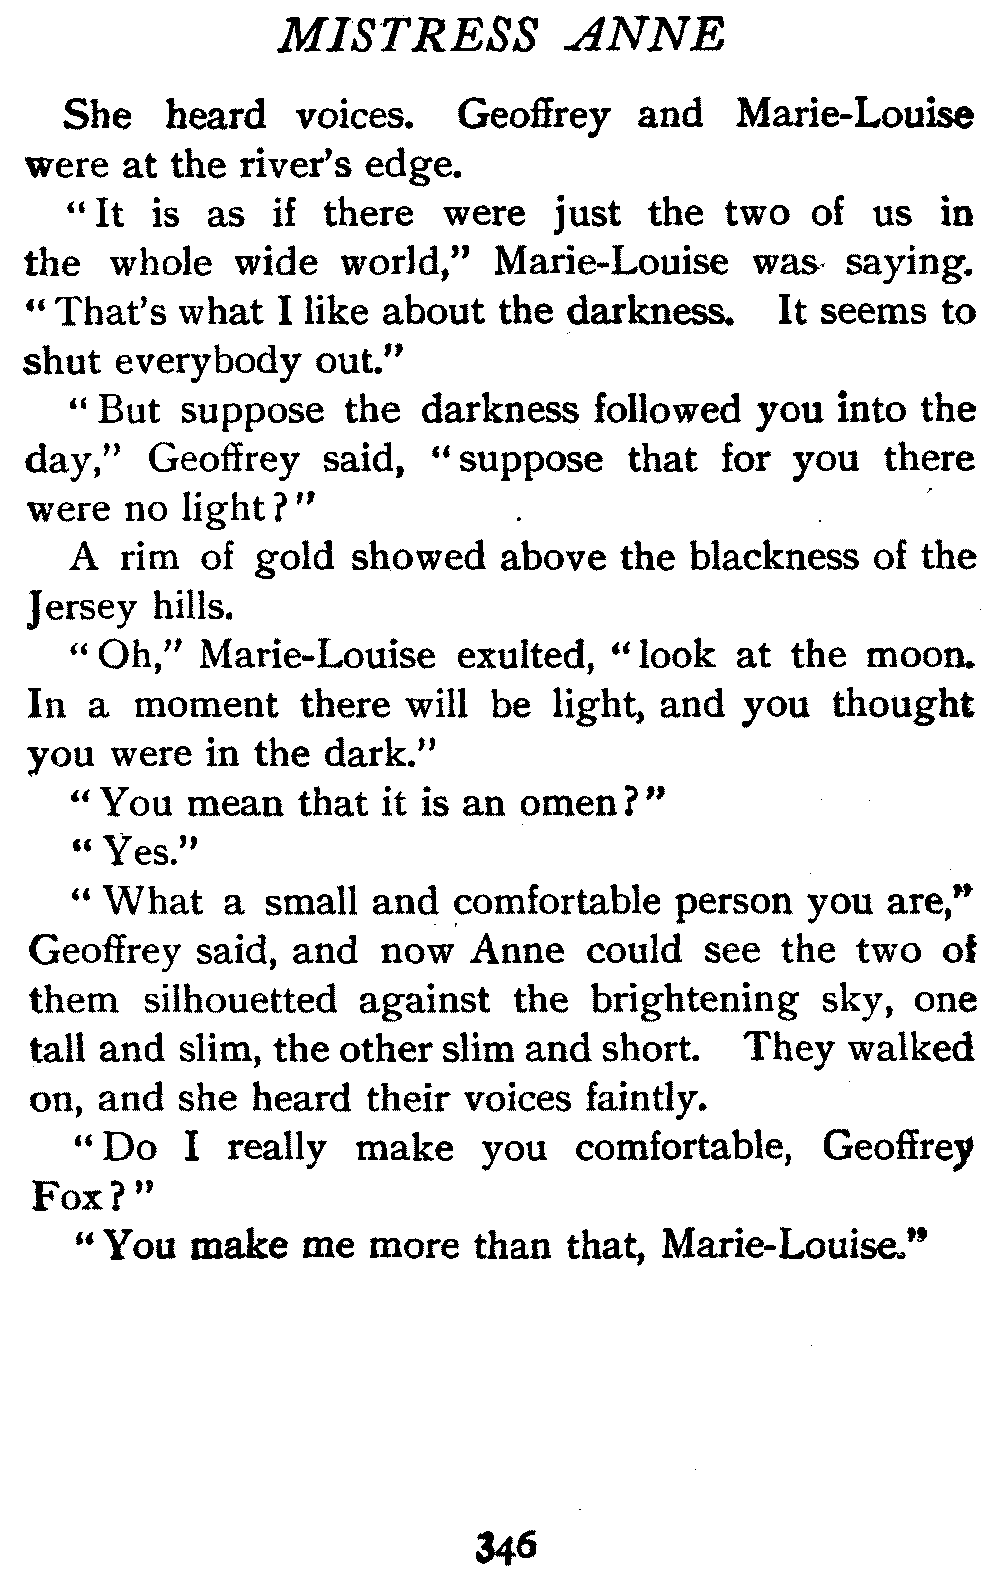 MISTRESS ANNE
She heard voices. Geoffrey and Marie-Louise
were at the river's edge.
"It is as if there were just the two of us in
the whole wide world," Marie-Louise was saying.
"That's what I like about the darkness. It seems to
shut everybody out."
"But suppose the darkness followed you into the
day," Geoffrey said, "suppose that for you there
were no light?"
A rim of gold showed above the blackness of the
Jersey hills.
"Oh," Marie-Louise exulted, "look at the moon.
In a moment there will be light, and you thought
you were in the dark."
"You mean that it is an omen?"
"Yes."
"What a small and comfortable person you are,"
Geoffrey said, and now Anne could see the two of
them silhouetted against the brightening sky, one
tall and slim, the other slim and short. They walked
on, and she heard their voices faintly.
"Do I really make you comfortable, Geoffrey
Fox?"
"You make me more than that, Marie-Louise."
346